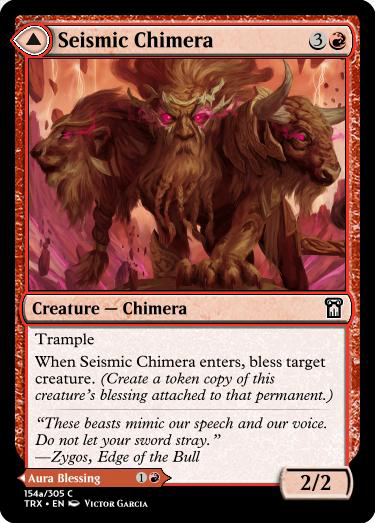 Seismic Chimera 3
Creature — Chimera
Trample
When Seismic Chimera enters, bless target
creature. (Create a token copy of this
creature's blessing attached to that permanent.)
“These beasts mimic our speech and our voice.
Do not let your sword stray.”
—Zygos, Edge of the Bull
Aura Blessing 1
2/2
154a/305 C
TRX • EN Victor Garcia